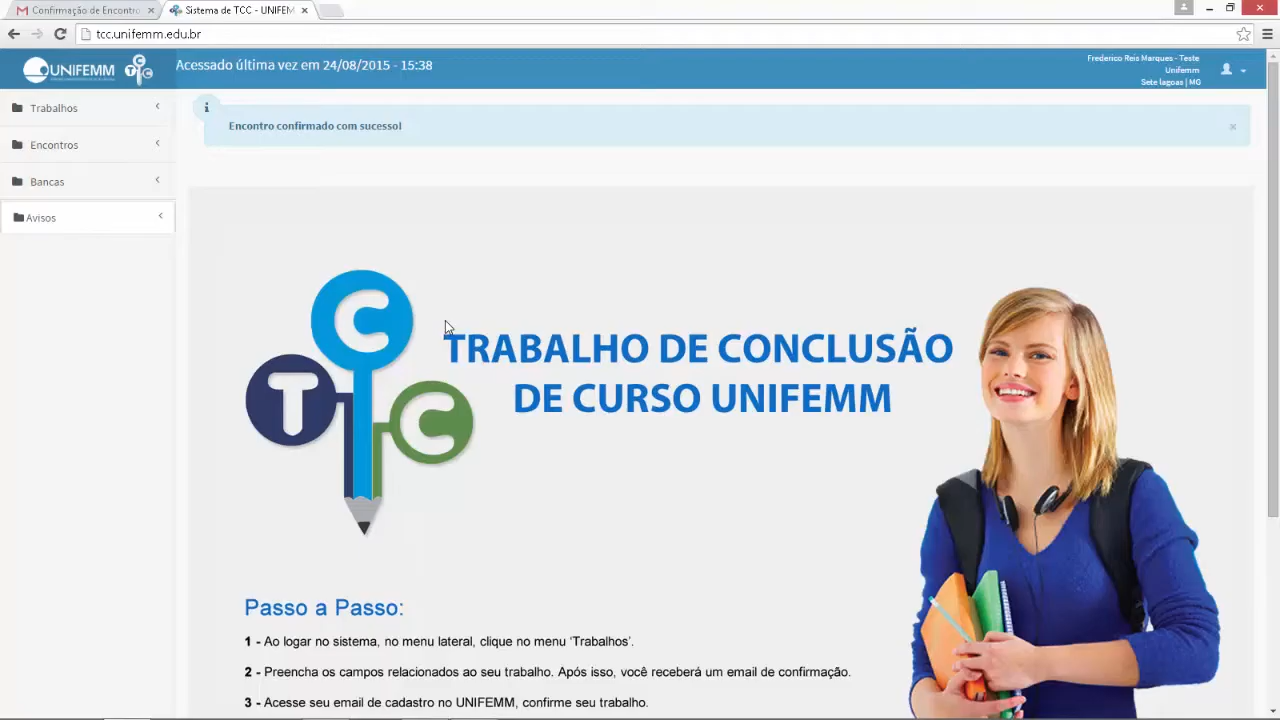 Confirmação de Encontro
Sistema de TCC - UNIFEM
tcc.unifemm.edu.br
UNIFEMM TCC
Acessado última vez em 24/08/2015 - 15:38
Frederico Reis Marques - Teste
Unifemm
Sete lagoas | MG
Trabalhos
Encontros
Bancas
Avisos
Encontro confirmado com sucesso!
TCC
TRABALHO DE CONCLUSÃO
DE CURSO UNIFEMM
Passo a Passo:
1 - Ao logar no sistema, no menu lateral, clique no menu ‘Trabalhos’.
2 - Preencha os campos relacionados ao seu trabalho. Após isso, você receberá um email de confirmação.
3 - Acesse seu email de cadastro no UNIFEMM, confirme seu trabalho.